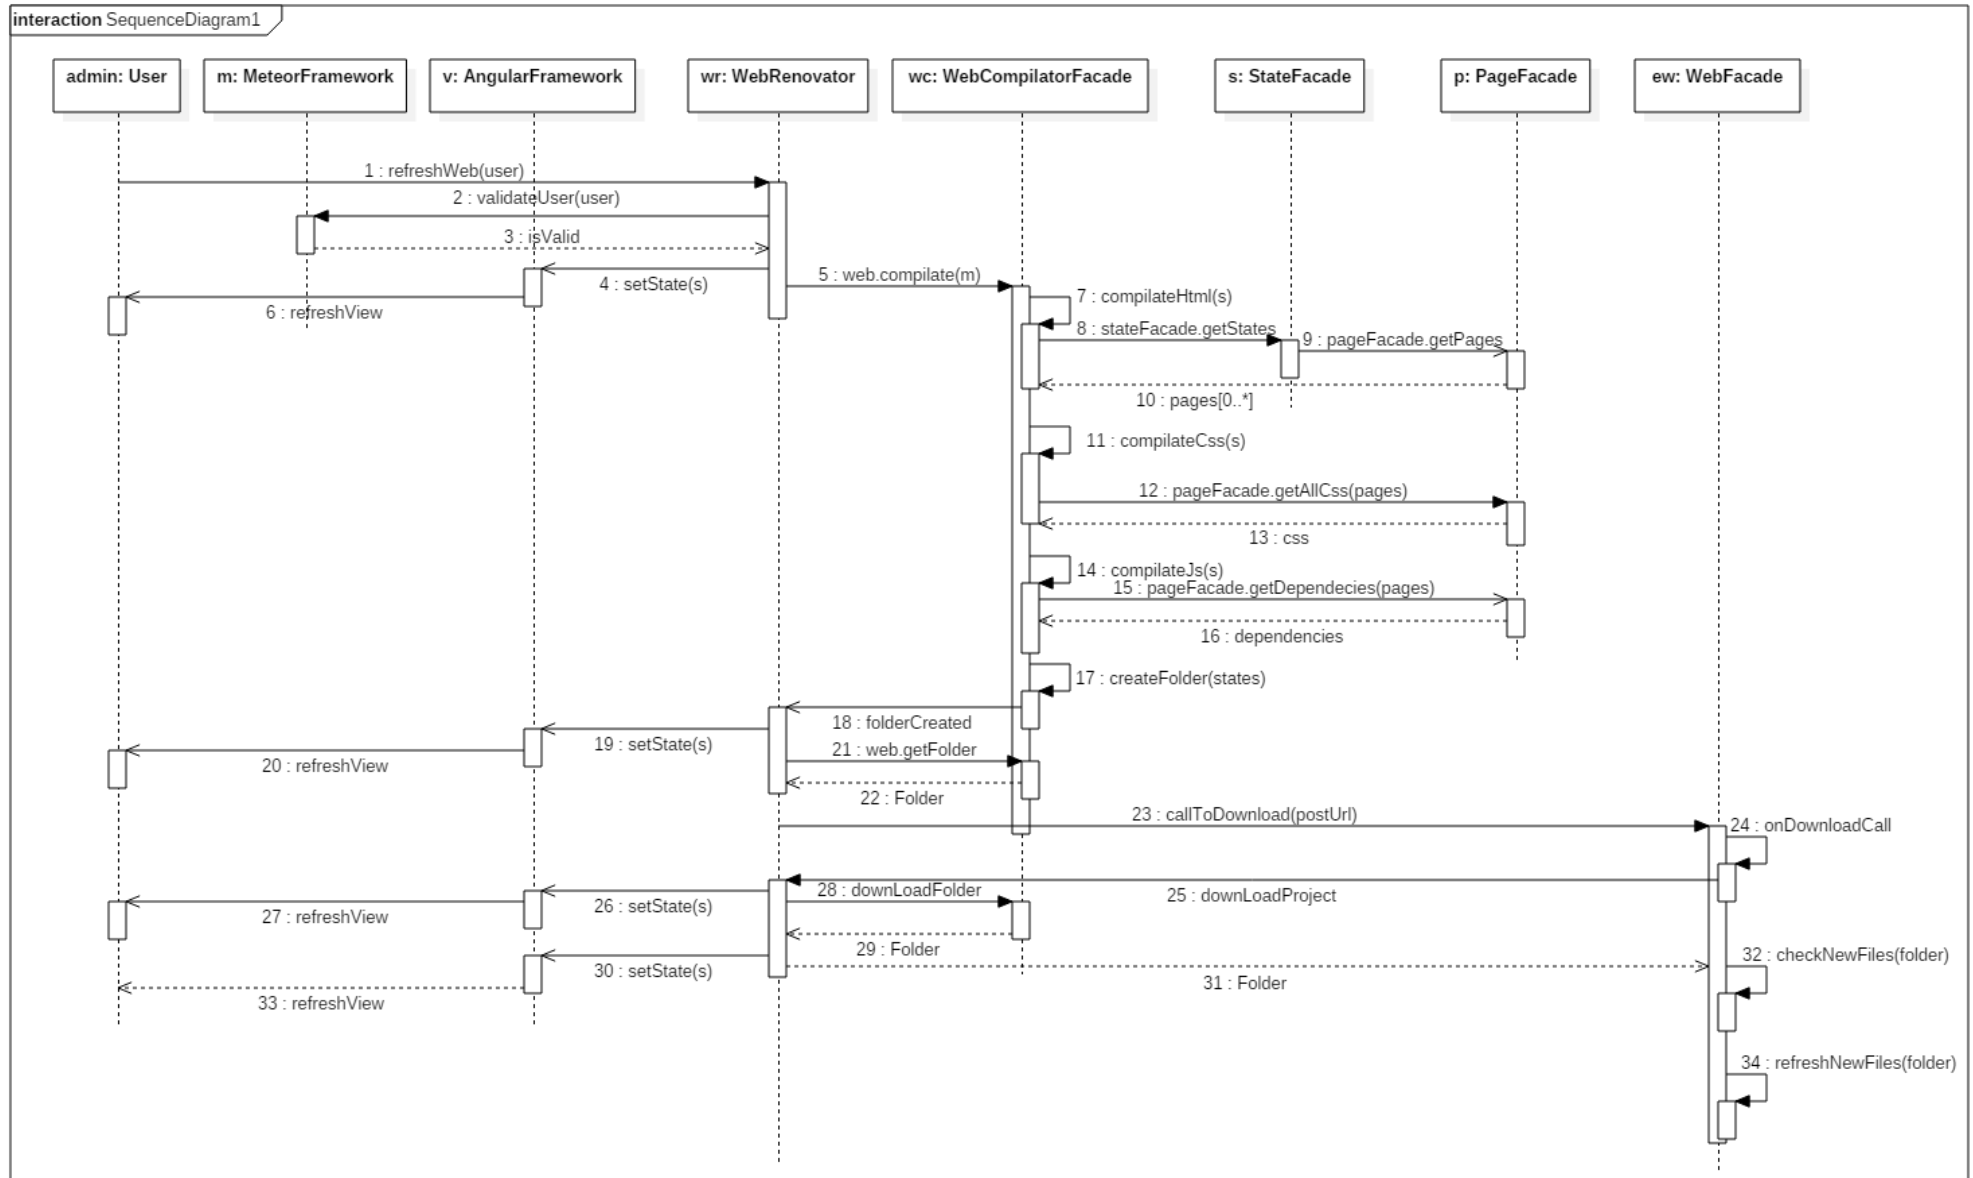 interaction SequenceDiagram1
admin: User
m: MeteorFramework
v: AngularFramework
wr: WebRenovator
wc: WebCompilatorFacade
s: StateFacade
p: PageFacade
ew: WebFacade
1 : refreshWeb(user)
2 : validateUser(user)
3 : isValid
4 : setState(s)
5 : web.compilate(m)
6 : refreshView
7 : compilateHtml(s)
8 : stateFacade.getStates
9 : pageFacade.getPages
10 : pages[0..*]
11 : compilateCss(s)
12 : pageFacade.getAllCss(pages)
13 : css
14 : compilateJs(s)
15 : pageFacade.getDependecies(pages)
16 : dependencies
17 : createFolder(states)
18 : folderCreated
19 : setState(s)
20 : refreshView
21 : web.getFolder
22 : Folder
23 : callToDownload(postUrl)
24 : onDownloadCall
25 : downLoadProject
26 : setState(s)
27 : refreshView
28 : downLoadFolder
29 : Folder
30 : setState(s)
31 : Folder
32 : checkNewFiles(folder)
33 : refreshView
34 : refreshNewFiles(folder)